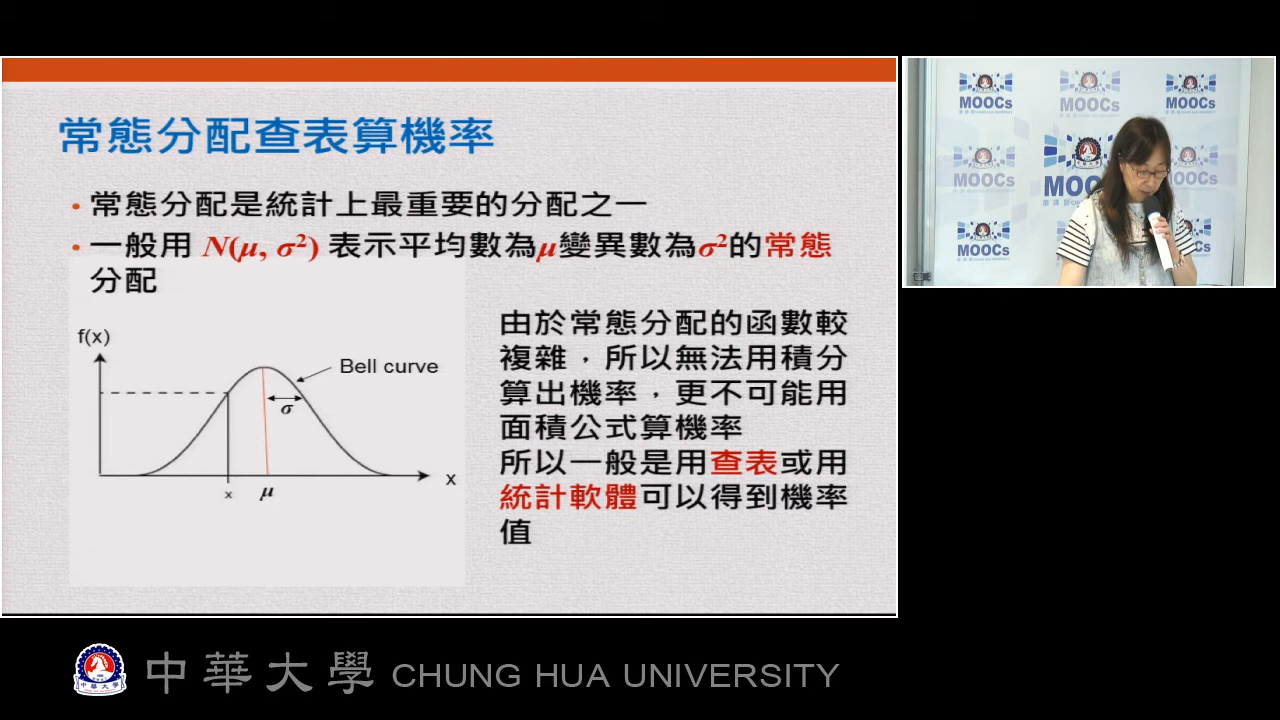 常態分配查表算機率
• 常態分配是統計上最重要的分配之一
• 一般用 N(μ, σ²) 表示平均數為μ變異數為σ²的常態
分配
f(x)
Bell curve
σ
x
x
μ
由於常態分配的函數較
複雜，所以無法用積分
算出機率，更不可能用
面積公式算機率
所以一般是用查表或用
統計軟體可以得到機率
值
MOOCs
MOOCs
MOOCs
MOOCs
MOO
MOOCs
中華大學 CHUNG HUA UNIVERSITY